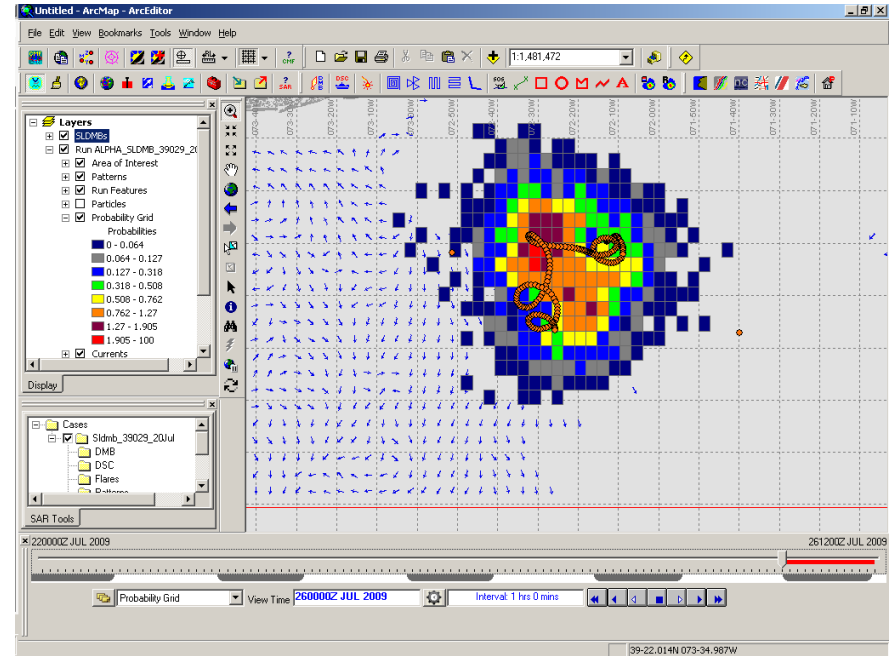 Untitled - ArcMap - ArcEditor
File Edit View Bookmarks Tools Window Help
? CMF
1:1,481,472
? SAR
DSC
SOS
Layers
SLDMBs
Run ALPHA_SLDMB_39029_20
Area of Interest
Patterns
Run Features
Particles
Probability Grid
Probabilities
0 - 0.064
0.064 - 0.127
0.127 - 0.318
0.318 - 0.508
0.508 - 0.762
0.762 - 1.27
1.27 - 1.905
1.905 - 100
Currents
Display
Cases
Sldmb_39029_20Jul
DMB
DSC
Flares
Patterns
SAR Tools
073-30W
073-20W
073-10W
073-00W
072-50W
072-40W
072-30W
072-20W
072-10W
072-00W
071-50W
071-40W
071-30W
071-20W
071-10W
220000Z JUL 2009
261200Z JUL 2009
Probability Grid
View Time 260000Z JUL 2009
Interval: 1 hrs 0 mins
39-22.014N 073-34.987W